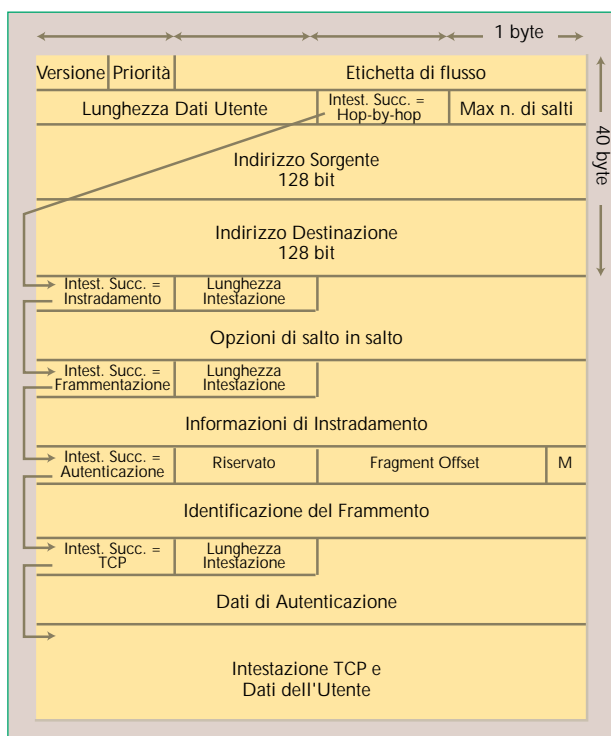 1 byte
Versione Priorità Etichetta di flusso
Lunghezza Dati Utente
Intest. Succ. =
Hop-by-hop
Max n. di salti
40 byte
Indirizzo Sorgente
128 bit
Indirizzo Destinazione
128 bit
Intest. Succ. =
Instradamento
Lunghezza
Intestazione
Opzioni di salto in salto
Intest. Succ. =
Frammentazione
Lunghezza
Intestazione
Informazioni di Instradamento
Intest. Succ. =
Autenticazione
Riservato
Fragment Offset
M
Identificazione del Frammento
Intest. Succ. =
TCP
Lunghezza
Intestazione
Dati di Autenticazione
Intestazione TCP e
Dati dell'Utente